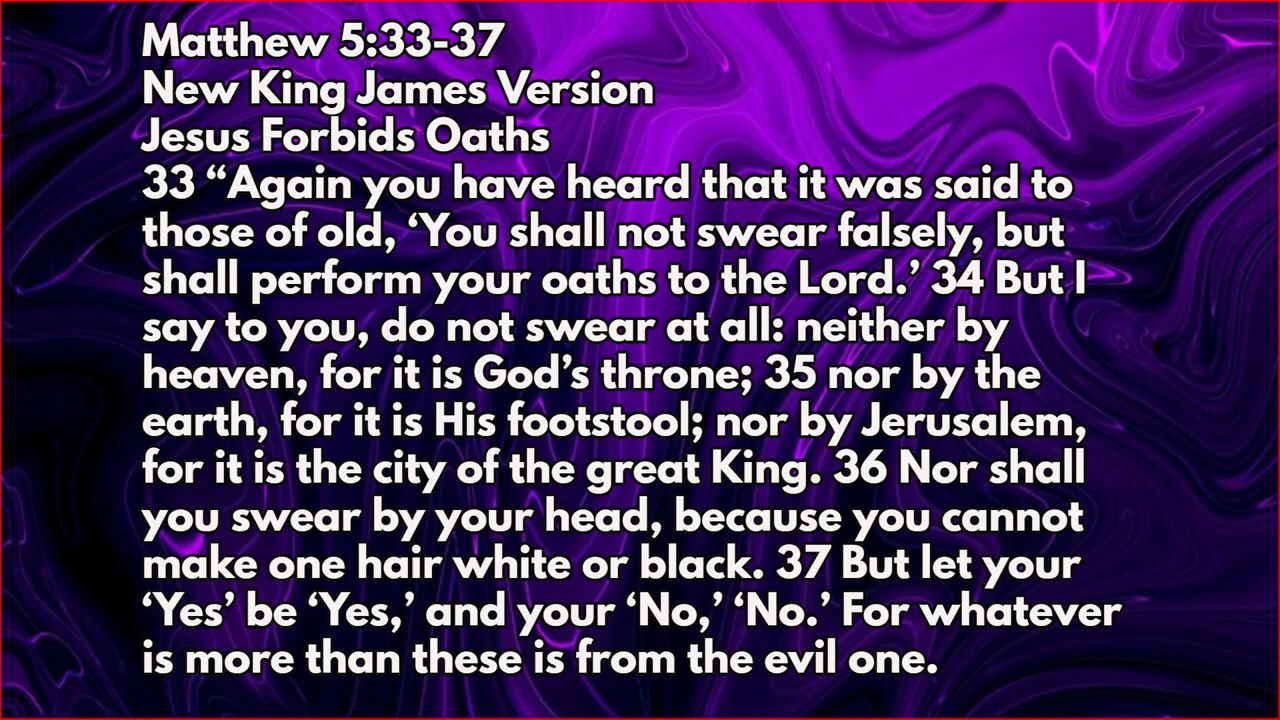 Matthew 5:33-37
New King James Version
Jesus Forbids Oaths
33 “Again you have heard that it was said to
those of old, ‘You shall not swear falsely, but
shall perform your oaths to the Lord.’ 34 But I
say to you, do not swear at all: neither by
heaven, for it is God’s throne; 35 nor by the
earth, for it is His footstool; nor by Jerusalem,
for it is the city of the great King. 36 Nor shall
you swear by your head, because you cannot
make one hair white or black. 37 But let your
‘Yes’ be ‘Yes,’ and your ‘No,’ ‘No.’ For whatever
is more than these is from the evil one.